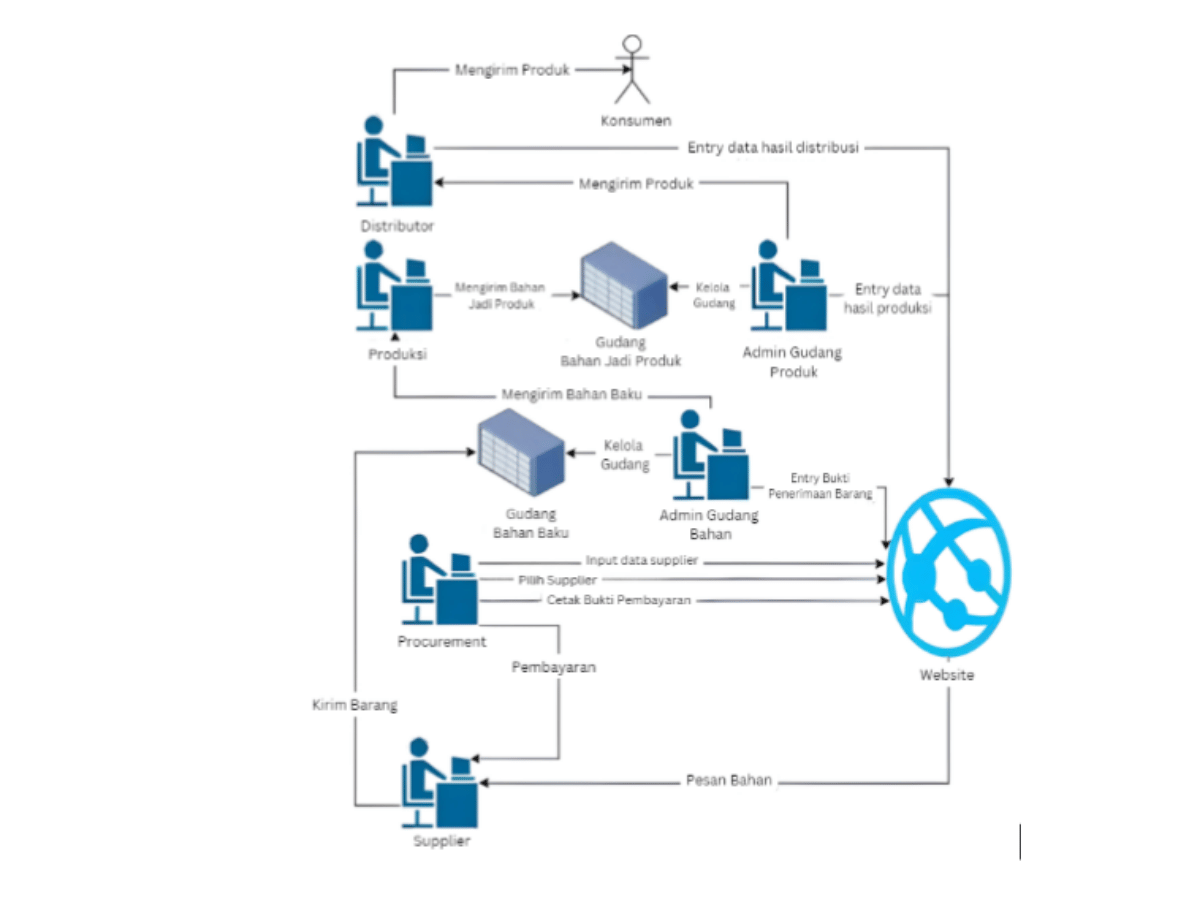 Mengirim Produk
Konsumen
Entry data hasil distribusi
Mengirim Produk
Distributor
Mengirim Bahan
Jadi Produk
Kelola
Gudang
Entry data
hasil produksi
Gudang
Bahan Jadi Produk
Admin Gudang
Produk
Produksi
Mengirim Bahan Baku
Kelola
Gudang
Entry Bukti
Penerimaan Barang
Gudang
Bahan Baku
Admin Gudang
Bahan
Input data supplier
Pilih Supplier
Cetak Bukti Pembayaran
Procurement
Pembayaran
Website
Kirim Barang
Pesan Bahan
Supplier